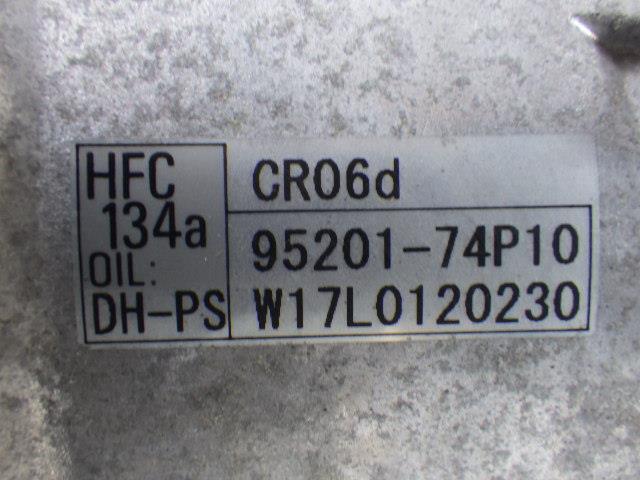 HFC
134a
OIL:
DH-PS
CR06d
95201-74P10
W17L0120230